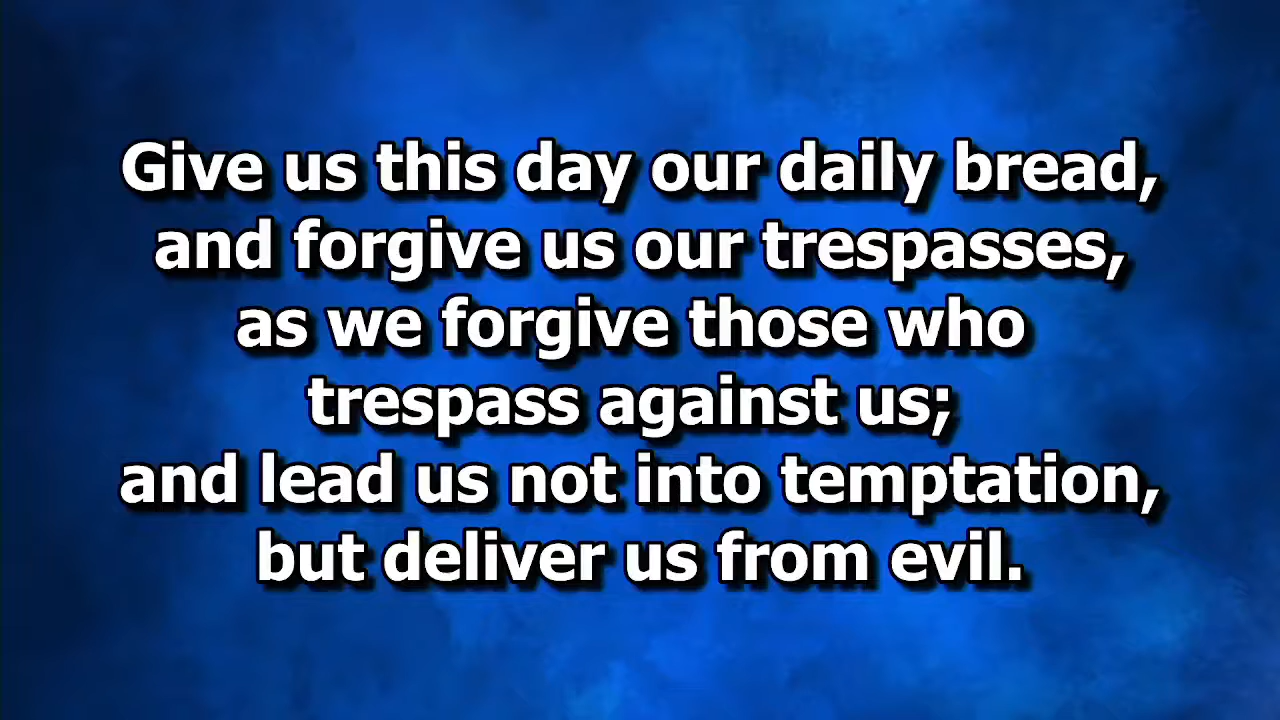 Give us this day our daily bread,
and forgive us our trespasses,
as we forgive those who
trespass against us;
and lead us not into temptation,
but deliver us from evil.